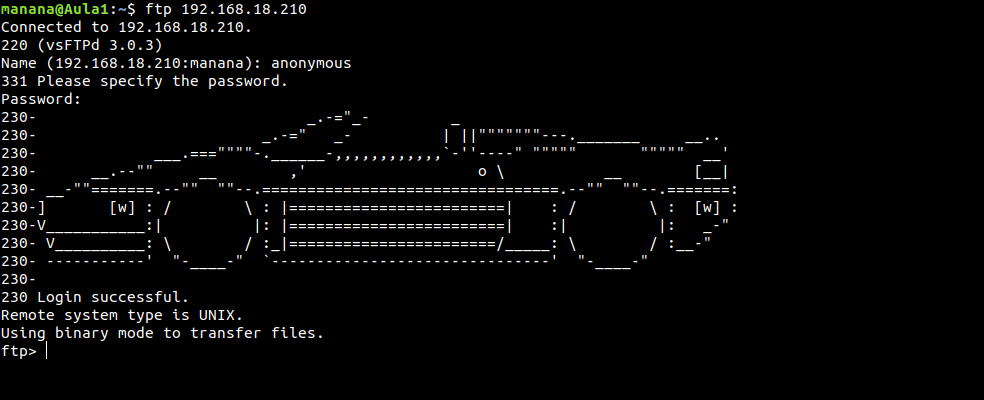 manana@Aula1:~$ ftp 192.168.18.210
Connected to 192.168.18.210.
220 (vsFTPd 3.0.3)
Name (192.168.18.210:manana): anonymous
331 Please specify the password.
Password:
230-                              _.-="_-         _
230-                         _.-="   _-          | ||"""""""---._______     __..
230-             ___.===""""-.______-,,,,,,,,,,,,`-''----" """""       """""  __'
230-      __.--""     __        ,'                   o \           __        [__|
230- __-""=======.--""  ""--.=================================.--""  ""--.=======:
230-]       [w] : /        \ : |========================|    : /        \ :  [w] :
230-V___________:|          |: |========================|    :|          |:   _-"
230- V__________: \        / :_|=======================/_____: \        / :__-"
230- -----------'  "-____-"  `-------------------------------'  "-____-"
230-
230 Login successful.
Remote system type is UNIX.
Using binary mode to transfer files.
ftp>